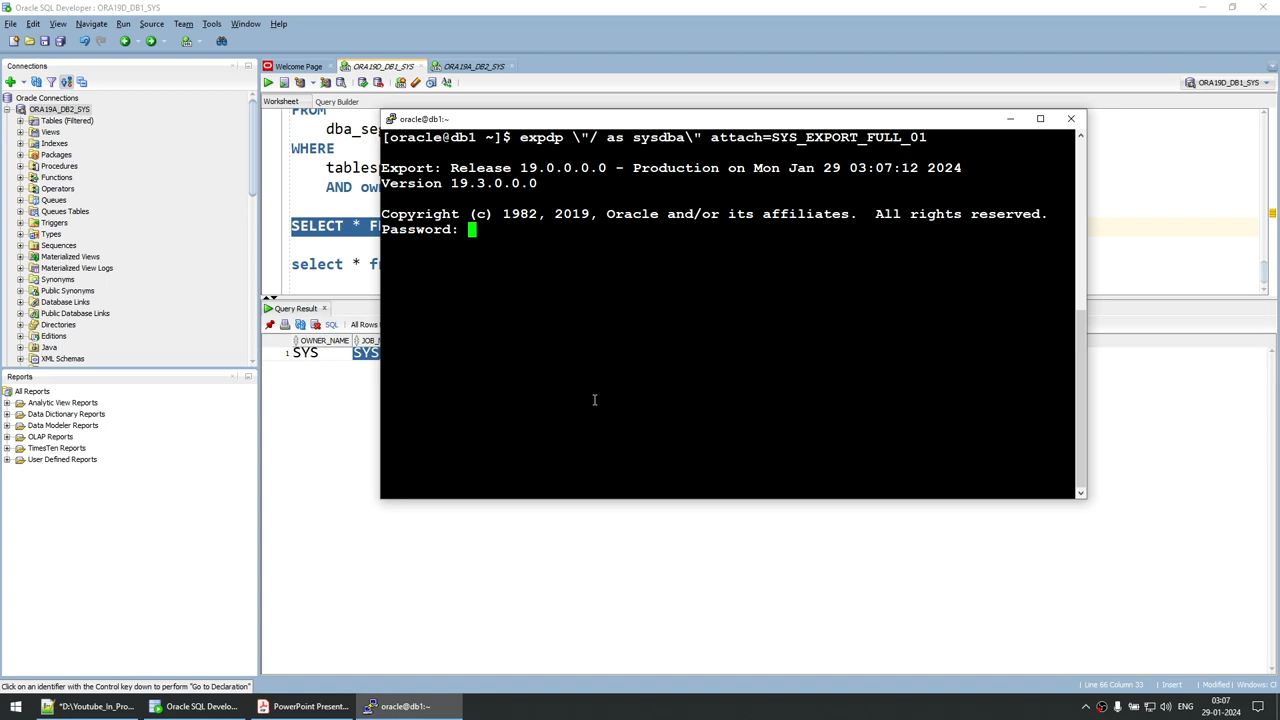 Oracle SQL Developer : ORA19D_DB1_SYS
File Edit View Navigate Run Source Team Tools Window Help
Connections
Welcome Page
ORA19D_DB1_SYS
ORA19A_DB2_SYS
ORA19D_DB1_SYS
Worksheet Query Builder
Oracle Connections
ORA19A_DB2_SYS
Tables (Filtered)
Views
Indexes
Packages
Procedures
Functions
Operators
Queues
Queues Tables
Triggers
Types
Sequences
Materialized Views
Materialized View Logs
Synonyms
Public Synonyms
Database Links
Public Database Links
Directories
Editions
Java
XML Schemas
Reports
All Reports
Analytic View Reports
Data Dictionary Reports
Data Modeler Reports
OLAP Reports
TimesTen Reports
User Defined Reports
FROM
dba_se
WHERE
tables
AND ow
SELECT * F
select * fr
Query Result
SQL All Rows
OWNER_NAME JOB_N
1 SYS SYS
oracle@db1:~
[oracle@db1 ~]$ expdp \"/ as sysdba\" attach=SYS_EXPORT_FULL_01
Export: Release 19.0.0.0.0 - Production on Mon Jan 29 03:07:12 2024
Version 19.3.0.0.0
Copyright (c) 1982, 2019, Oracle and/or its affiliates. All rights reserved.
Password:
Click on an identifier with the Control key down to perform "Go to Declaration"
Line 66 Column 33 Insert Modified Windows: Cl
*D:\Youtube_In_Pro...
Oracle SQL Develo...
PowerPoint Present...
oracle@db1:~
03:07
29-01-2024